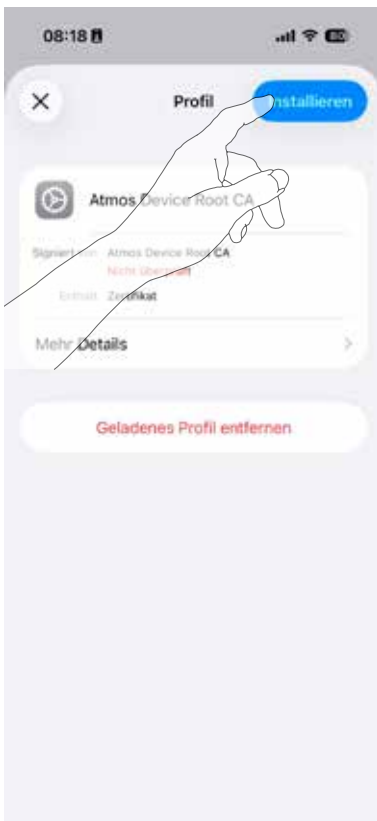 08:18
Profil
Installieren
Atmos Device Root CA
Signiert von Atmos Device Root CA
Nicht überprüft
Enthält Zertifikat
Mehr Details
Geladenes Profil entfernen